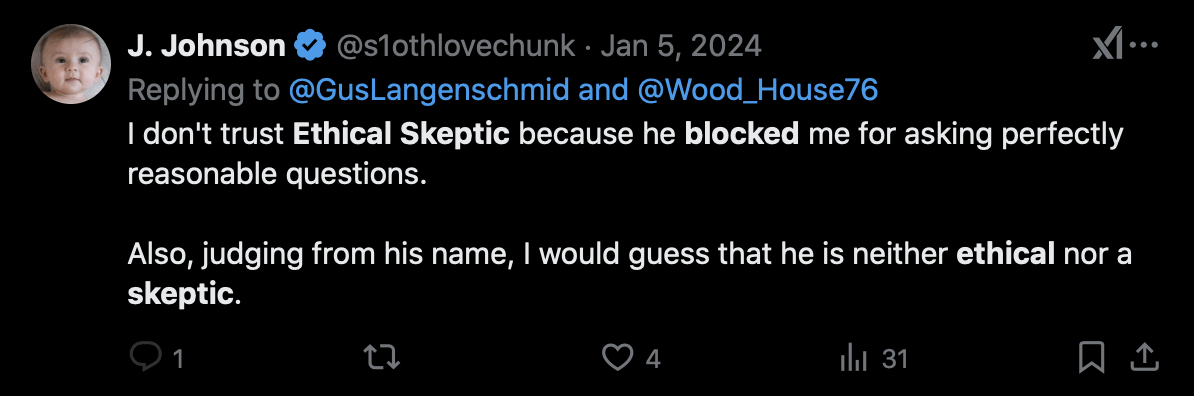 J. Johnson @s1othlovechunk · Jan 5, 2024
Replying to @GusLangenschmid and @Wood_House76
I don't trust Ethical Skeptic because he blocked me for asking perfectly
reasonable questions.
Also, judging from his name, I would guess that he is neither ethical nor a
skeptic.
1 4 31